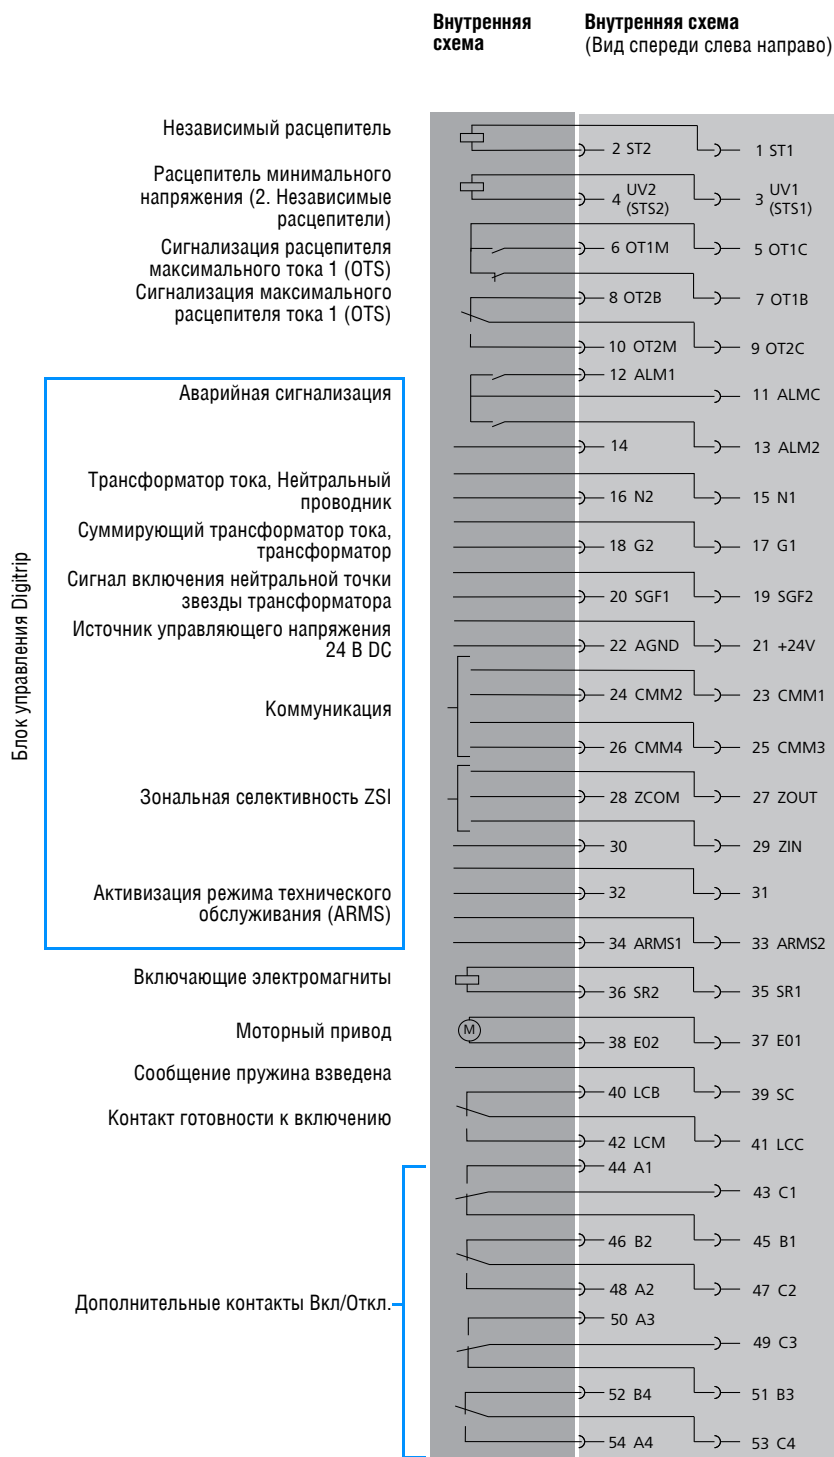 Внутренняя
схема
Внутренняя схема
(Вид спереди слева направо)
Независимый расцепитель
2 ST2
1 ST1
Расцепитель минимального
напряжения (2. Независимые
расцепители)
4 UV2
(STS2)
3 UV1
(STS1)
Сигнализация расцепителя
максимального тока 1 (OTS)
6 OT1M
5 OT1C
Сигнализация максимального
расцепителя тока 1 (OTS)
8 OT2B
7 OT1B
10 OT2M
9 OT2C
12 ALM1
Блок управления Digitrip
Аварийная сигнализация
11 ALMC
14
13 ALM2
Трансформатор тока, Нейтральный
проводник
16 N2
15 N1
Суммирующий трансформатор тока,
трансформатор
18 G2
17 G1
Сигнал включения нейтральной точки
звезды трансформатора
20 SGF1
19 SGF2
Источник управляющего напряжения
24 В DC
22 AGND
21 +24V
24 CMM2
23 CMM1
Коммуникация
26 CMM4
25 CMM3
Зональная селективность ZSI
28 ZCOM
27 ZOUT
30
29 ZIN
Активизация режима технического
обслуживания (ARMS)
32
31
34 ARMS1
33 ARMS2
Включающие электромагниты
36 SR2
35 SR1
Моторный привод
M
38 E02
37 E01
Сообщение пружина взведена
40 LCB
39 SC
Контакт готовности к включению
42 LCM
41 LCC
44 A1
43 C1
46 B2
45 B1
48 A2
47 C2
Дополнительные контакты Вкл/Откл.
50 A3
49 C3
52 B4
51 B3
54 A4
53 C4